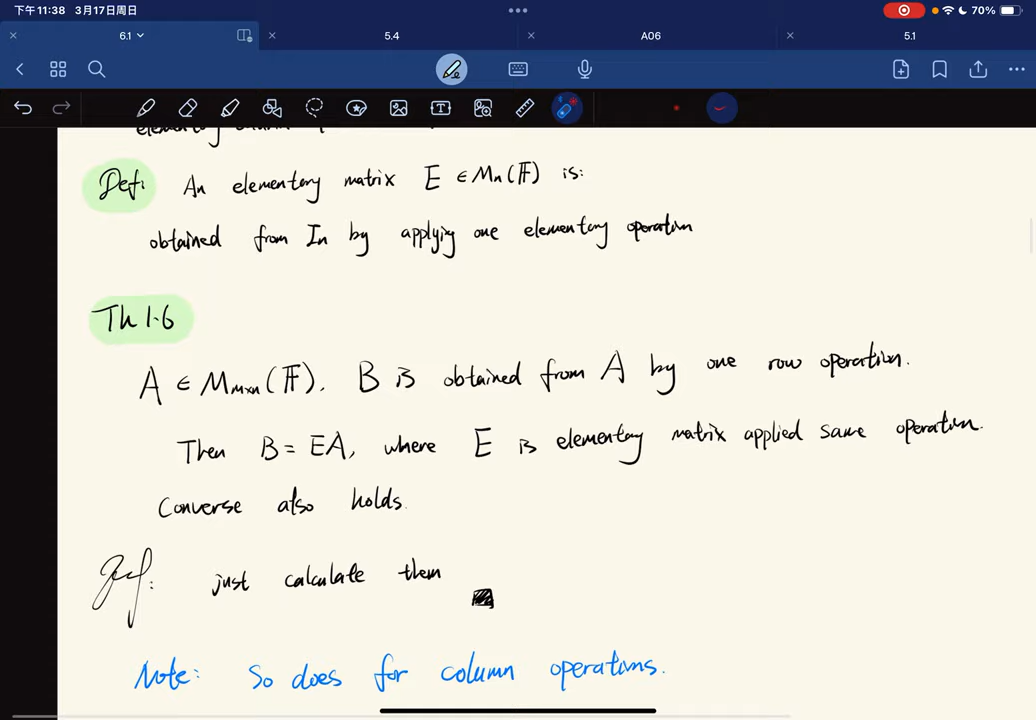 下午11:38 3月17日周日
70%
6.1
5.4
A06
5.1
elementary
Def: An elementary matrix E ∈ Mn(F) is:
obtained from In by applying one elementary operation
Th 1.6
A ∈ Mmxn(F). B is obtained from A by one row operation.
Then B = EA, where E is elementary matrix applied same operation.
Converse also holds.
just calculate them
Note: So does for column operations.